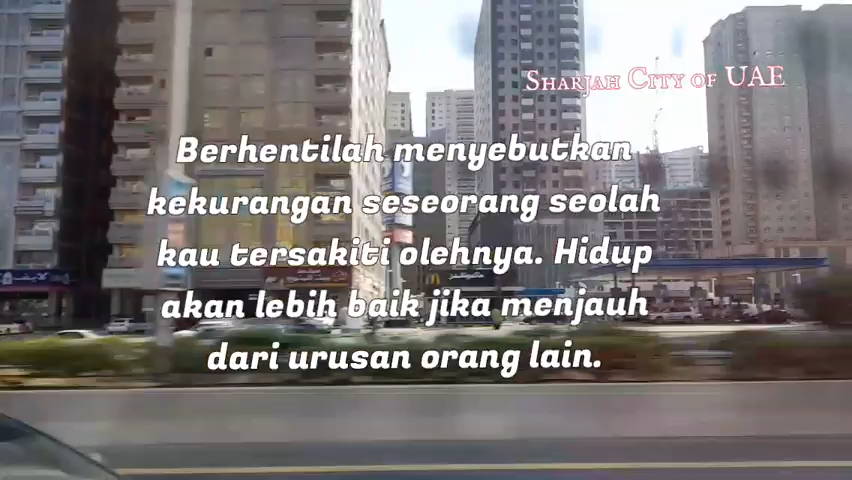 Sharjah City of UAE
Berhentilah menyebutkan
kekurangan seseorang seolah
kau tersakiti olehnya. Hidup
akan lebih baik jika menjauh
dari urusan orang lain.